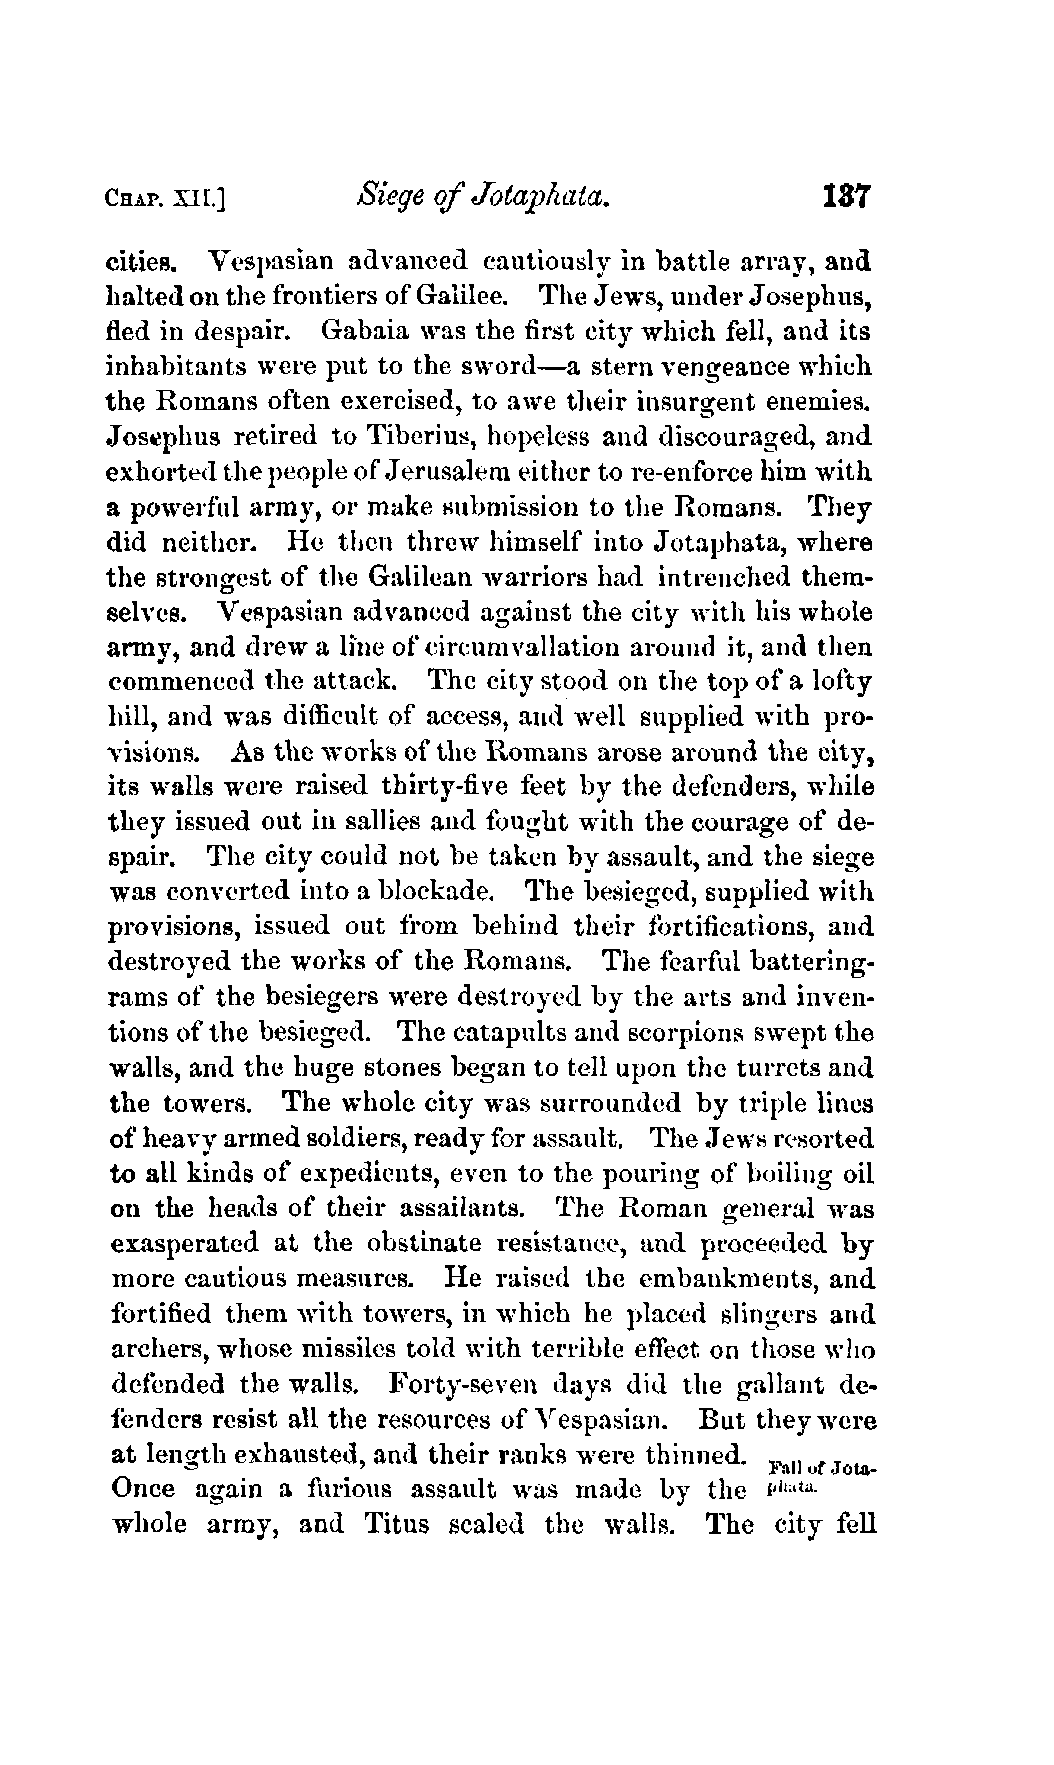 CHAP. XII.] Siege of Jotaphata. 187
cities. Vespasian advanced cautiously in battle array, and
halted on the frontiers of Galilee. The Jews, under Josephus,
fled in despair. Gabaia was the first city which fell, and its
inhabitants were put to the sword—a stern vengeance which
the Romans often exercised, to awe their insurgent enemies.
Josephus retired to Tiberius, hopeless and discouraged, and
exhorted the people of Jerusalem either to re-enforce him with
a powerful army, or make submission to the Romans. They
did neither. He then threw himself into Jotaphata, where
the strongest of the Galilean warriors had intrenched them-
selves. Vespasian advanced against the city with his whole
army, and drew a line of circumvallation around it, and then
commenced the attack. The city stood on the top of a lofty
hill, and was difficult of access, and well supplied with pro-
visions. As the works of the Romans arose around the city,
its walls were raised thirty-five feet by the defenders, while
they issued out in sallies and fought with the courage of de-
spair. The city could not be taken by assault, and the siege
was converted into a blockade. The besieged, supplied with
provisions, issued out from behind their fortifications, and
destroyed the works of the Romans. The fearful battering-
rams of the besiegers were destroyed by the arts and inven-
tions of the besieged. The catapults and scorpions swept the
walls, and the huge stones began to tell upon the turrets and
the towers. The whole city was surrounded by triple lines
of heavy armed soldiers, ready for assault. The Jews resorted
to all kinds of expedients, even to the pouring of boiling oil
on the heads of their assailants. The Roman general was
exasperated at the obstinate resistance, and proceeded by
more cautious measures. He raised the embankments, and
fortified them with towers, in which he placed slingers and
archers, whose missiles told with terrible effect on those who
defended the walls. Forty-seven days did the gallant de-
fenders resist all the resources of Vespasian. But they were
at length exhausted, and their ranks were thinned.
Fall of Jota-
phata.
Once again a furious assault was made by the
whole army, and Titus scaled the walls. The city fell